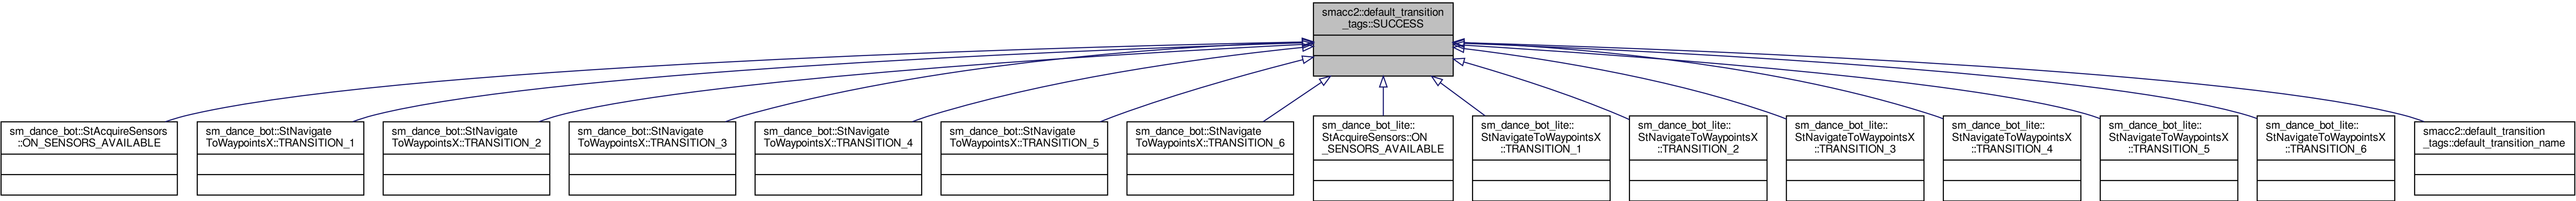 smacc2::default_transition
_tags::SUCCESS
sm_dance_bot::StAcquireSensors
::ON_SENSORS_AVAILABLE
sm_dance_bot::StNavigate
ToWaypointsX::TRANSITION_1
sm_dance_bot::StNavigate
ToWaypointsX::TRANSITION_2
sm_dance_bot::StNavigate
ToWaypointsX::TRANSITION_3
sm_dance_bot::StNavigate
ToWaypointsX::TRANSITION_4
sm_dance_bot::StNavigate
ToWaypointsX::TRANSITION_5
sm_dance_bot::StNavigate
ToWaypointsX::TRANSITION_6
sm_dance_bot_lite::
StAcquireSensors::ON
_SENSORS_AVAILABLE
sm_dance_bot_lite::
StNavigateToWaypointsX
::TRANSITION_1
sm_dance_bot_lite::
StNavigateToWaypointsX
::TRANSITION_2
sm_dance_bot_lite::
StNavigateToWaypointsX
::TRANSITION_3
sm_dance_bot_lite::
StNavigateToWaypointsX
::TRANSITION_4
sm_dance_bot_lite::
StNavigateToWaypointsX
::TRANSITION_5
sm_dance_bot_lite::
StNavigateToWaypointsX
::TRANSITION_6
smacc2::default_transition
_tags::default_transition_name